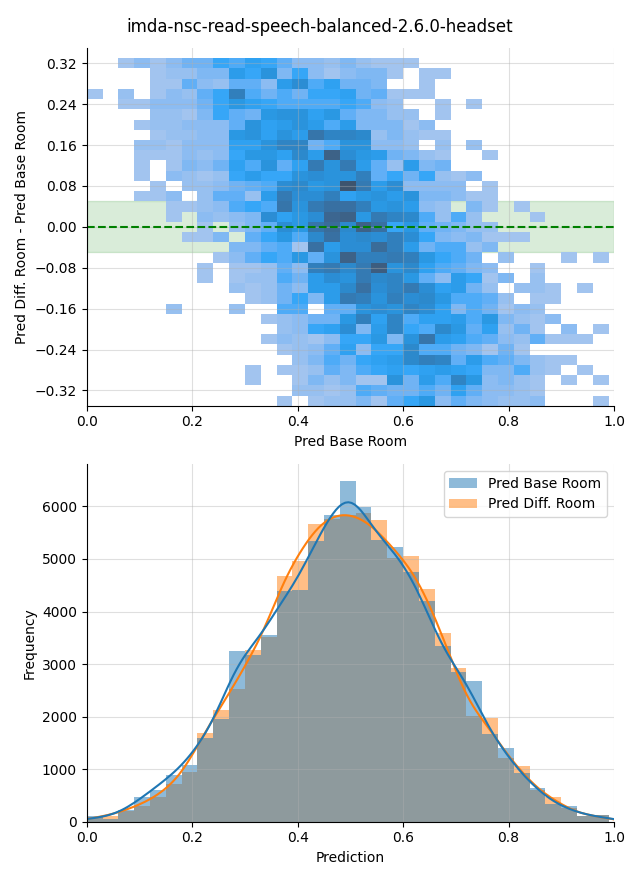 imda-nsc-read-speech-balanced-2.6.0-headset
0.32
0.24
0.16
0.08
0.00
−0.08
−0.16
−0.24
−0.32
Pred Diff. Room - Pred Base Room
0.0 0.2 0.4 0.6 0.8 1.0
Pred Base Room
Pred Base Room
Pred Diff. Room
6000
5000
4000
3000
2000
1000
0
Frequency
0.0 0.2 0.4 0.6 0.8 1.0
Prediction